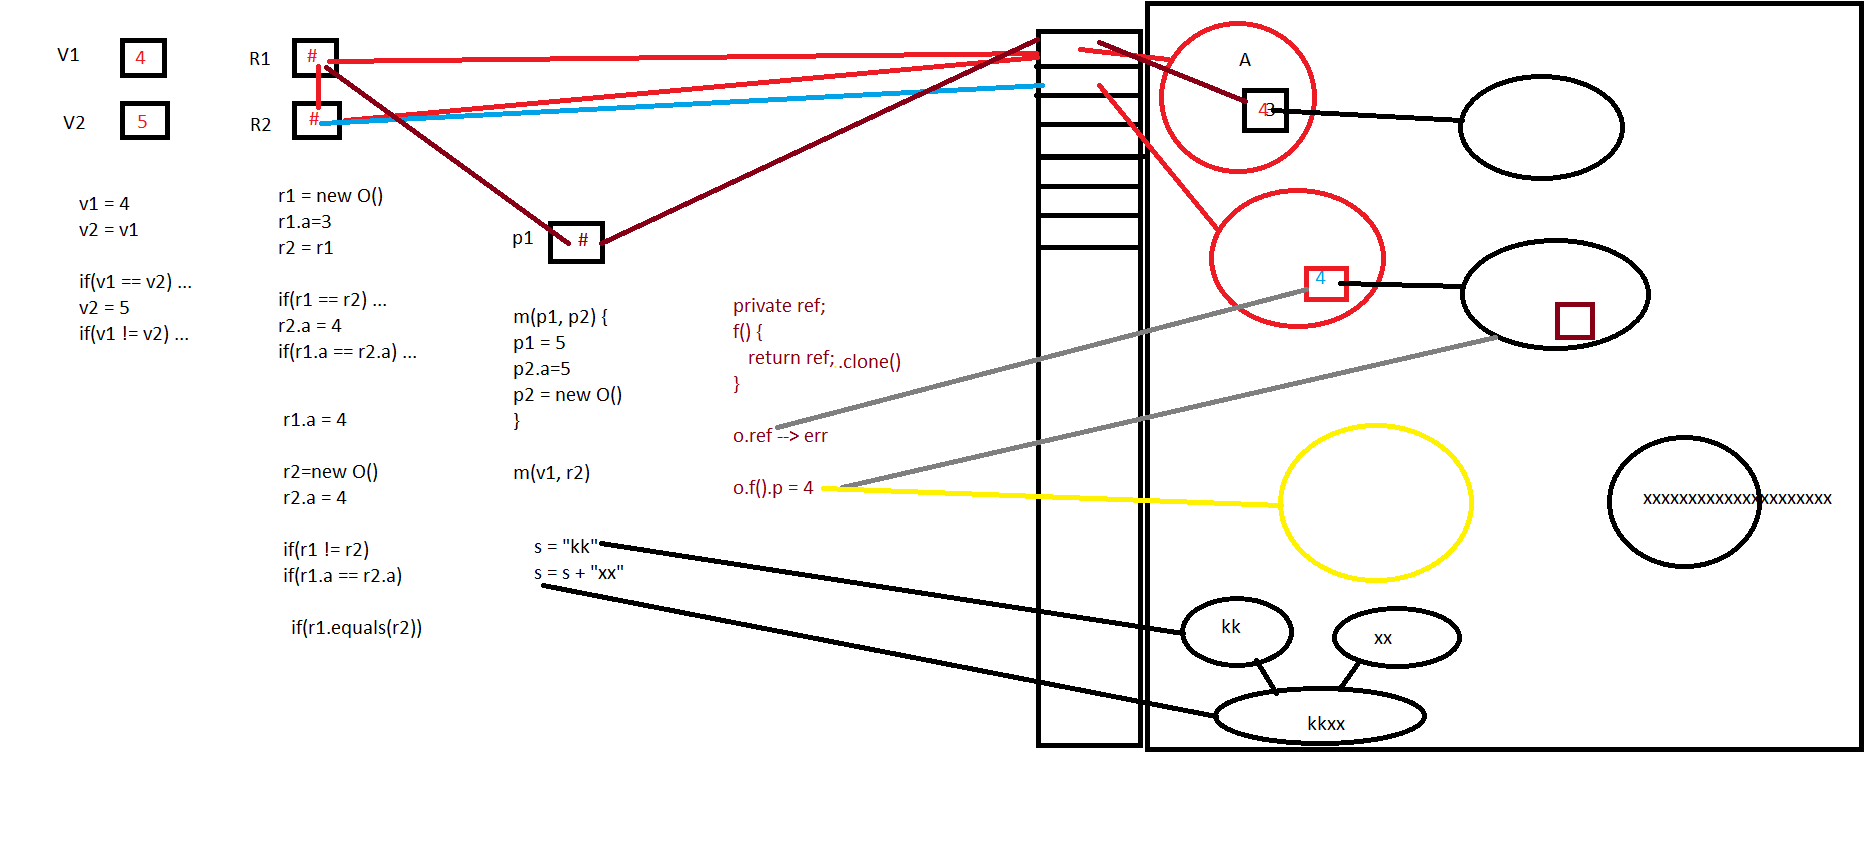 V1
4
R1
#
V2
5
R2
#
A
43
v1 = 4
v2 = v1
if(v1 == v2) ...
v2 = 5
if(v1 != v2) ...
r1 = new O()
r1.a=3
r2 = r1
if(r1 == r2) ...
r2.a = 4
if(r1.a == r2.a) ...
r1.a = 4
r2=new O()
r2.a = 4
if(r1 != r2)
if(r1.a == r2.a)
if(r1.equals(r2))
p1
#
m(p1, p2) {
p1 = 5
p2.a=5
p2 = new O()
}
m(v1, r2)
s = "kk"
s = s + "xx"
private ref;
f() {
return ref; .clone()
}
o.ref --> err
o.f().p = 4
4
xxxxxxxxxxxxxxxxxxxxx
kk
xx
kkxx